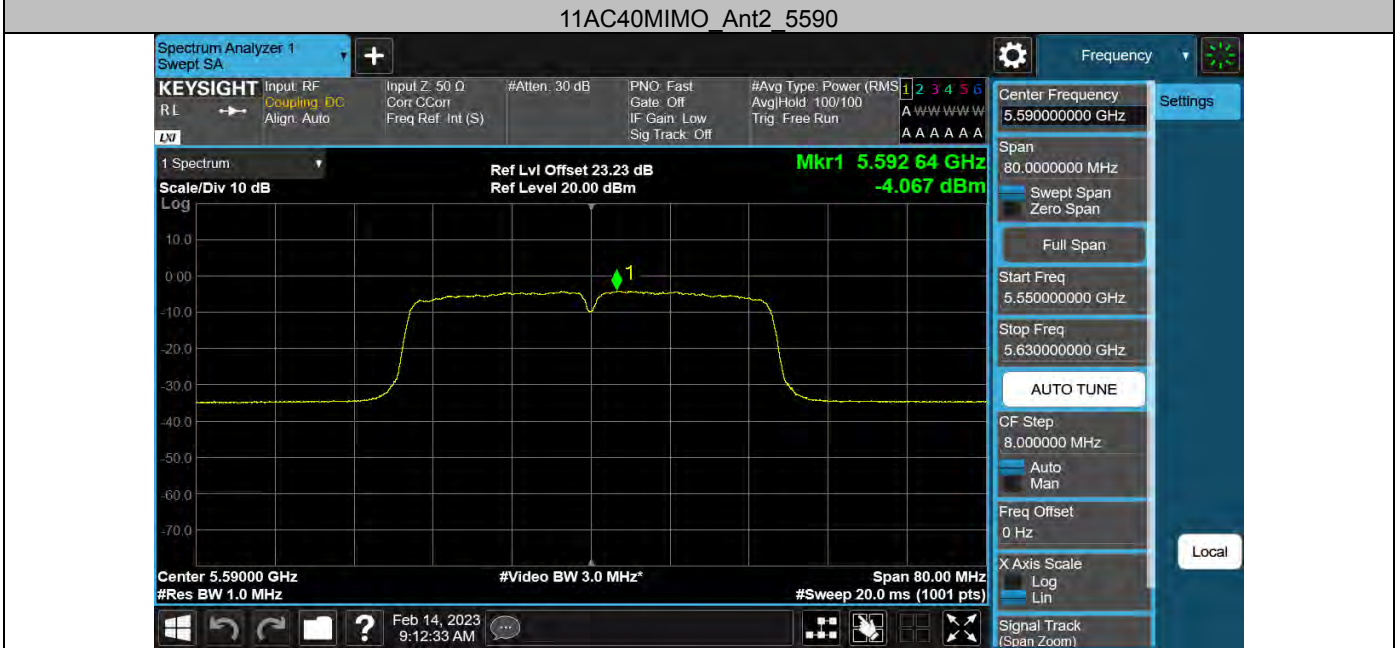 11AC40MIMO_Ant2_5590
Spectrum Analyzer 1
Swept SA
Frequency
KEYSIGHT
RL
LXI
Input: RF
Coupling: DC
Align: Auto
Input Z: 50 Ω
Corr CCorr
Freq Ref: Int (S)
#Atten: 30 dB
PNO: Fast
Gate: Off
IF Gain: Low
Sig Track: Off
#Avg Type: Power (RMS
Avg|Hold: 100/100
Trig: Free Run
1 2 3 4 5 6
A W W W W W
A A A A A A
1 Spectrum
Scale/Div 10 dB
Log
Ref Lvl Offset 23.23 dB
Ref Level 20.00 dBm
Mkr1 5.592 64 GHz
-4.067 dBm
10.0
0.00
-10.0
-20.0
-30.0
-40.0
-50.0
-60.0
-70.0
1
Center 5.59000 GHz
#Res BW 1.0 MHz
#Video BW 3.0 MHz*
Span 80.00 MHz
#Sweep 20.0 ms (1001 pts)
Feb 14, 2023
9:12:33 AM
Center Frequency
5.590000000 GHz
Settings
Span
80.0000000 MHz
Swept Span
Zero Span
Full Span
Start Freq
5.550000000 GHz
Stop Freq
5.630000000 GHz
AUTO TUNE
CF Step
8.000000 MHz
Auto
Man
Freq Offset
0 Hz
Local
X Axis Scale
Log
Lin
Signal Track
(Span Zoom)